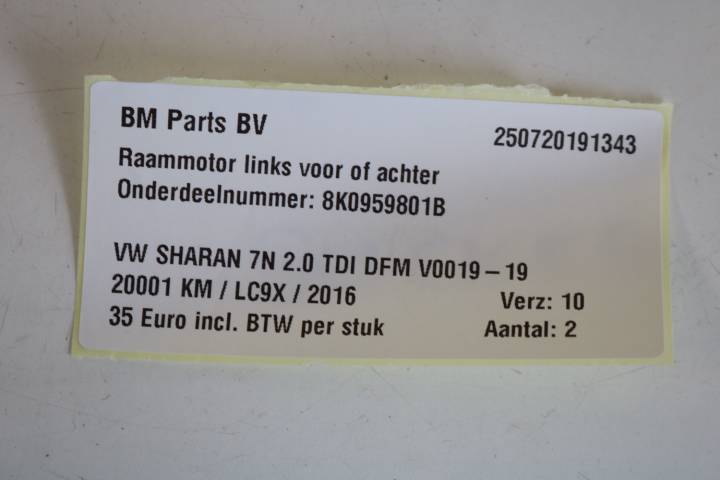 BM Parts BV 250720191343
Raammotor links voor of achter
Onderdeelnummer: 8K0959801B
VW SHARAN 7N 2.0 TDI DFM V0019-19
20001 KM / LC9X / 2016 Verz: 10
35 Euro incl. BTW per stuk Aantal: 2